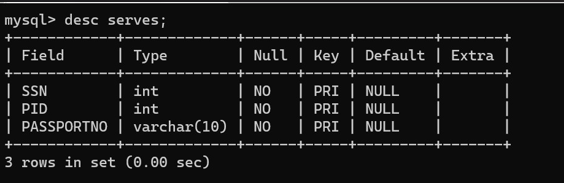 mysql> desc serves;
+------------+-------------+------+-----+---------+-------+
| Field      | Type        | Null | Key | Default | Extra |
+------------+-------------+------+-----+---------+-------+
| SSN        | int         | NO   | PRI | NULL    |       |
| PID        | int         | NO   | PRI | NULL    |       |
| PASSPORTNO | varchar(10) | NO   | PRI | NULL    |       |
+------------+-------------+------+-----+---------+-------+
3 rows in set (0.00 sec)